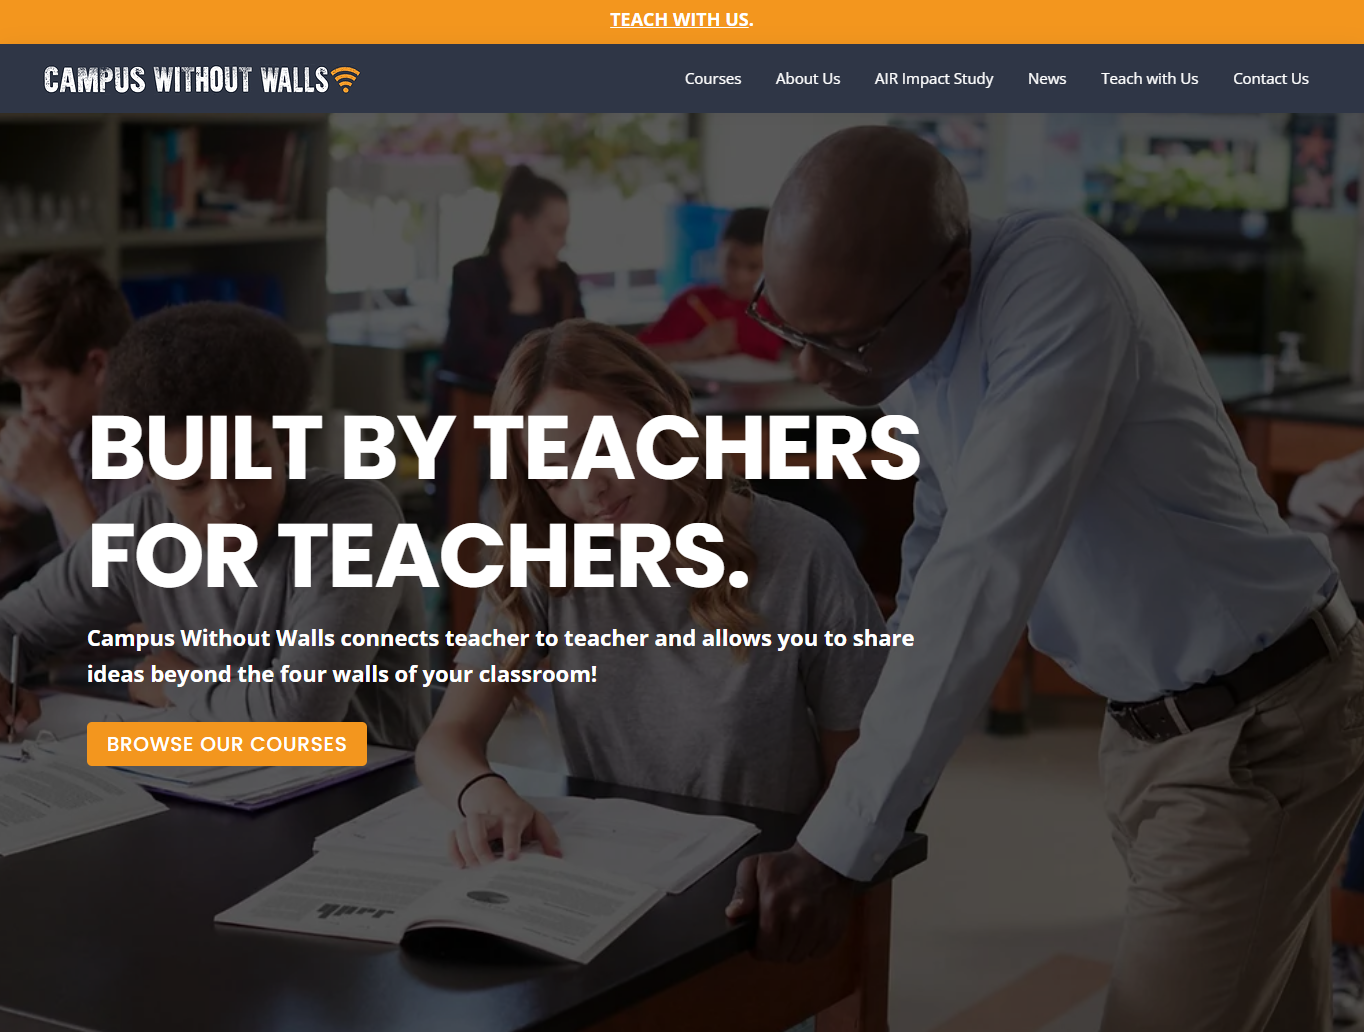 TEACH WITH US.
CAMPUS WITHOUT WALLS
Courses About Us AIR Impact Study News Teach with Us Contact Us
BUILT BY TEACHERS
FOR TEACHERS.
Campus Without Walls connects teacher to teacher and allows you to share
ideas beyond the four walls of your classroom!
BROWSE OUR COURSES